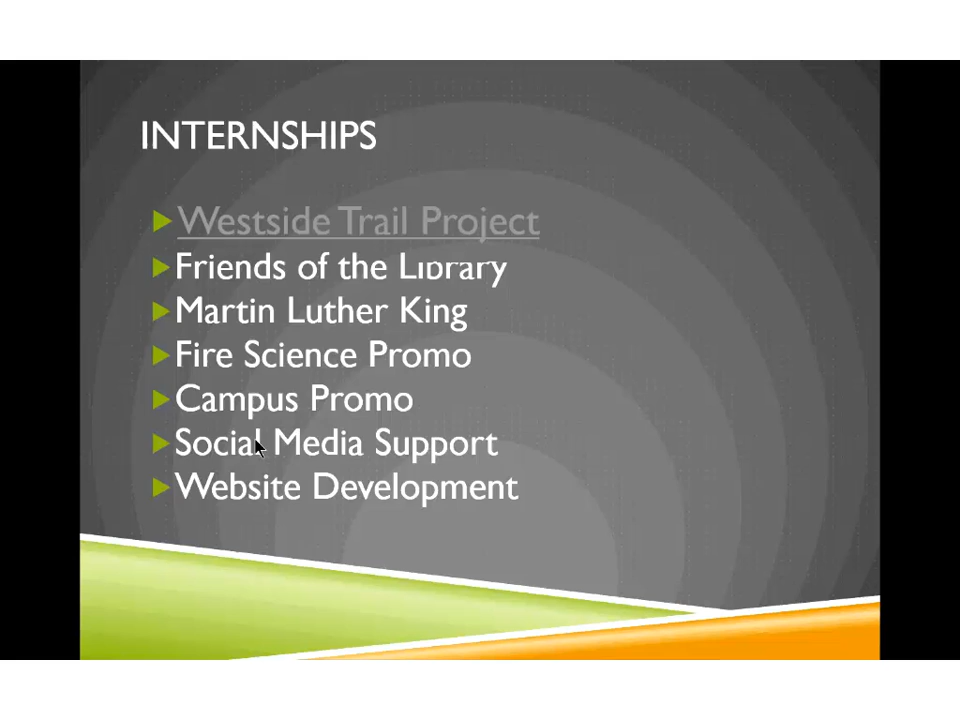 INTERNSHIPS
Westside Trail Project
Friends of the Library
Martin Luther King
Fire Science Promo
Campus Promo
Social Media Support
Website Development